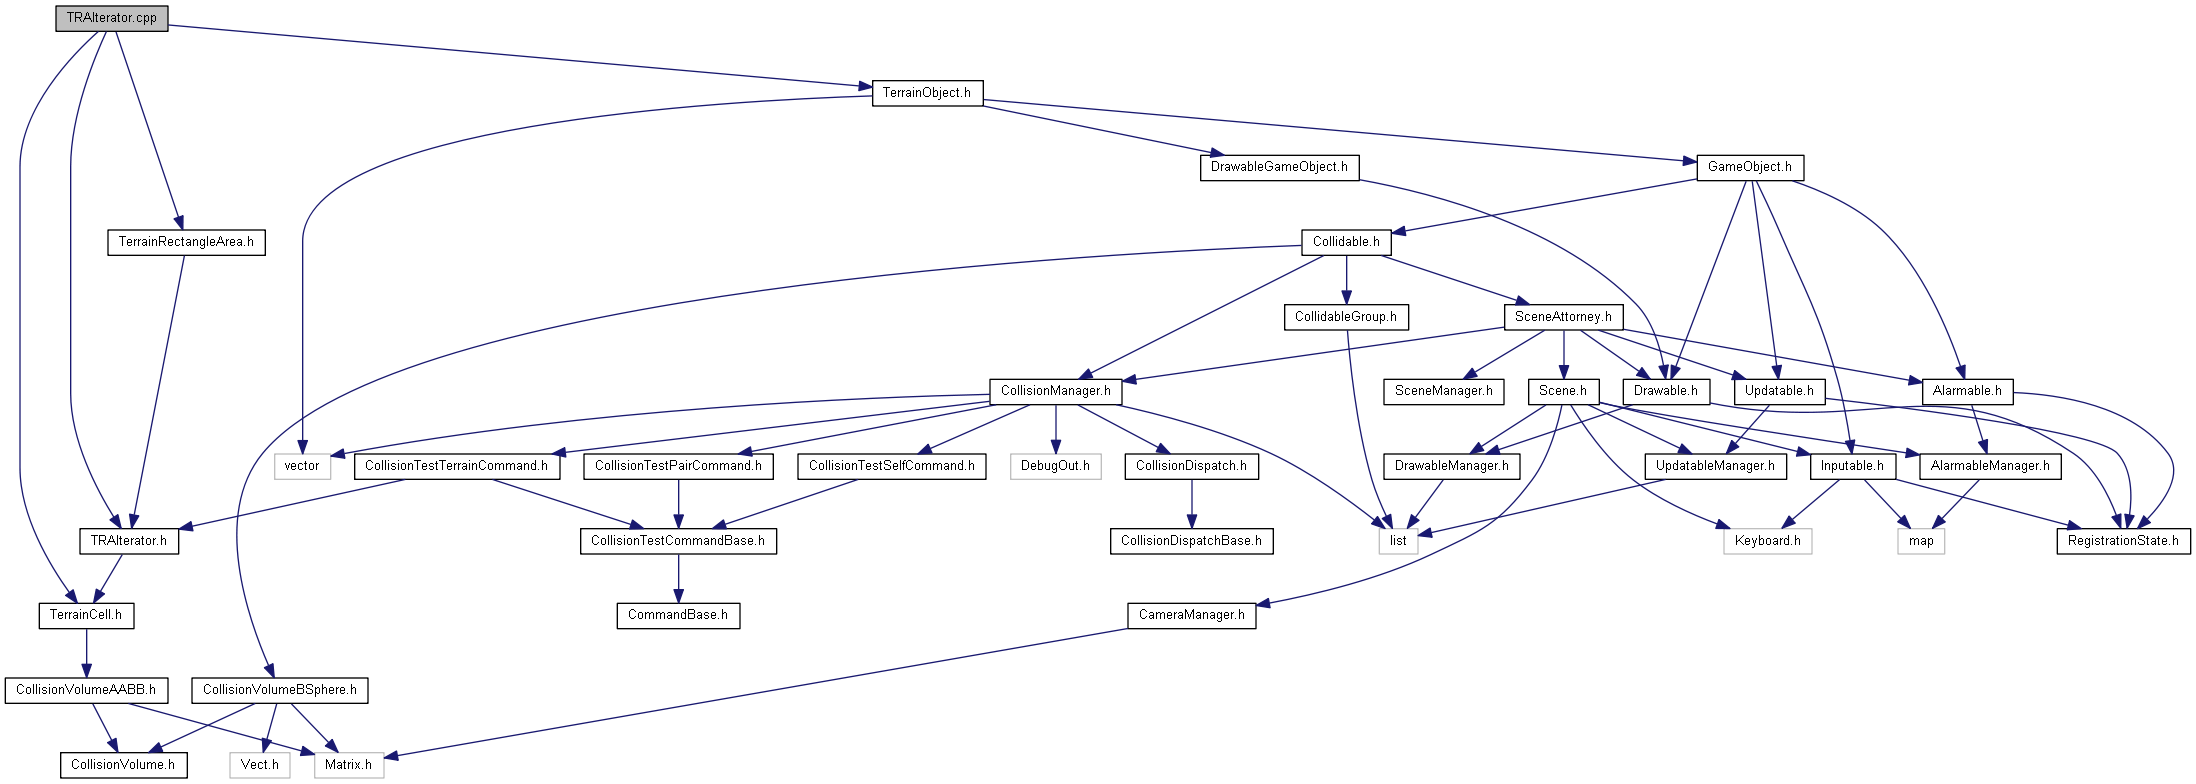 TRAIterator.cpp
TerrainObject.h
DrawableGameObject.h
GameObject.h
TerrainRectangleArea.h
Collidable.h
CollidableGroup.h
SceneAttorney.h
CollisionManager.h
SceneManager.h
Scene.h
Drawable.h
Updatable.h
Alarmable.h
vector
CollisionTestTerrainCommand.h
CollisionTestPairCommand.h
CollisionTestSelfCommand.h
DebugOut.h
CollisionDispatch.h
DrawableManager.h
UpdatableManager.h
Inputable.h
AlarmableManager.h
TRAIterator.h
CollisionTestCommandBase.h
CollisionDispatchBase.h
list
Keyboard.h
map
RegistrationState.h
TerrainCell.h
CommandBase.h
CameraManager.h
CollisionVolumeAABB.h
CollisionVolumeBSphere.h
CollisionVolume.h
Vect.h
Matrix.h